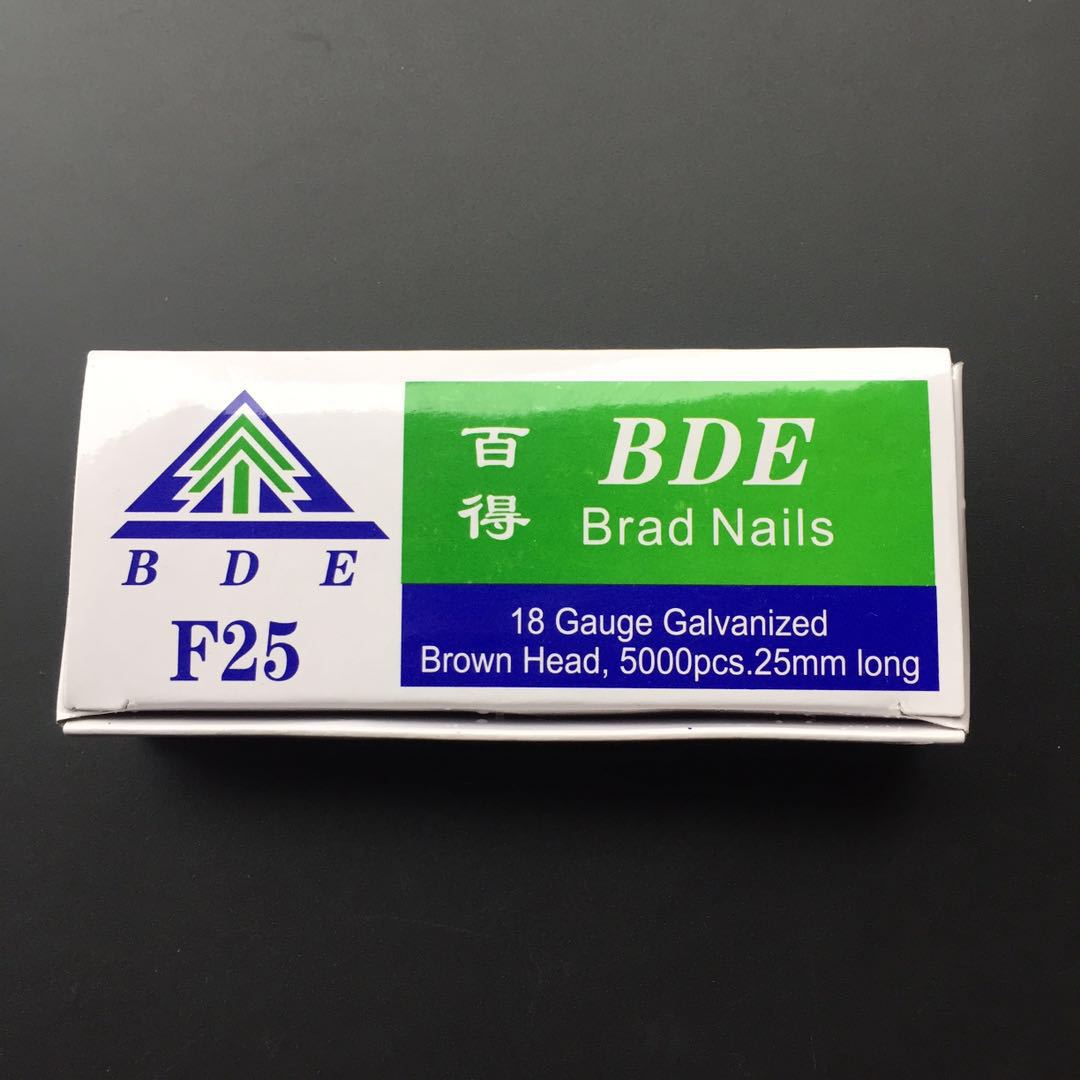 B D E
F25
百得
BDE
Brad Nails
18 Gauge Galvanized
Brown Head, 5000pcs.25mm long